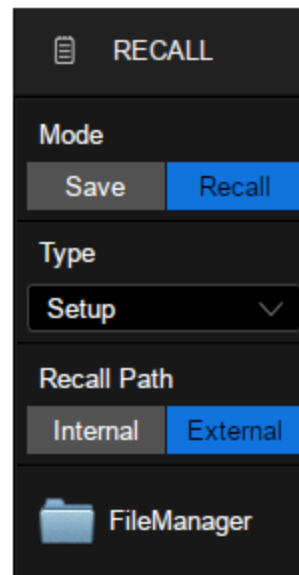 RECALL
Mode
Save Recall
Type
Setup
Recall Path
Internal External
FileManager